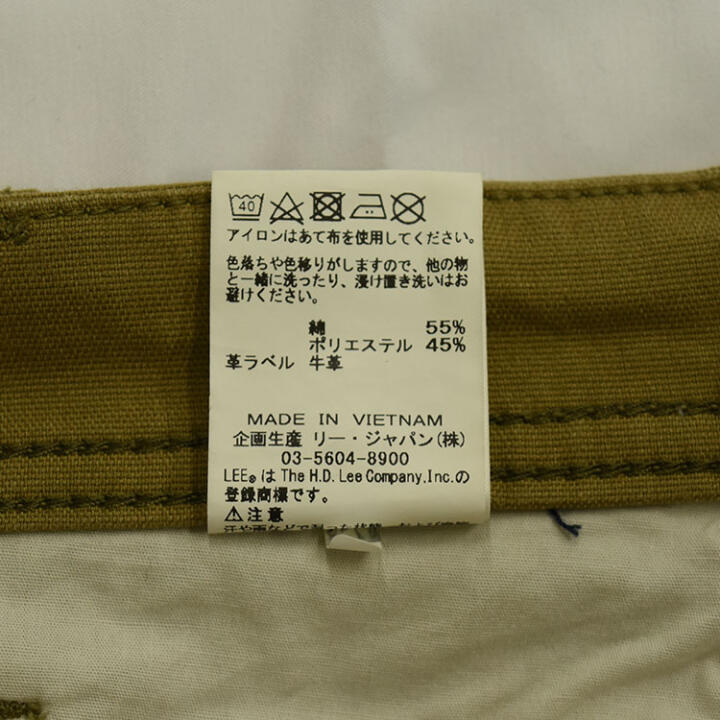 40
アイロンはあて布を使用してください。
色落ちや色移りがしますので、他の物
と一緒に洗ったり、浸け置き洗いはお
避けください。
綿 55%
ポリエステル 45%
革ラベル 牛革
MADE IN VIETNAM
企画生産 リー・ジャパン(株)
03-5604-8900
LEE®は The H.D. Lee Company, Inc.の
登録商標です。
⚠注意